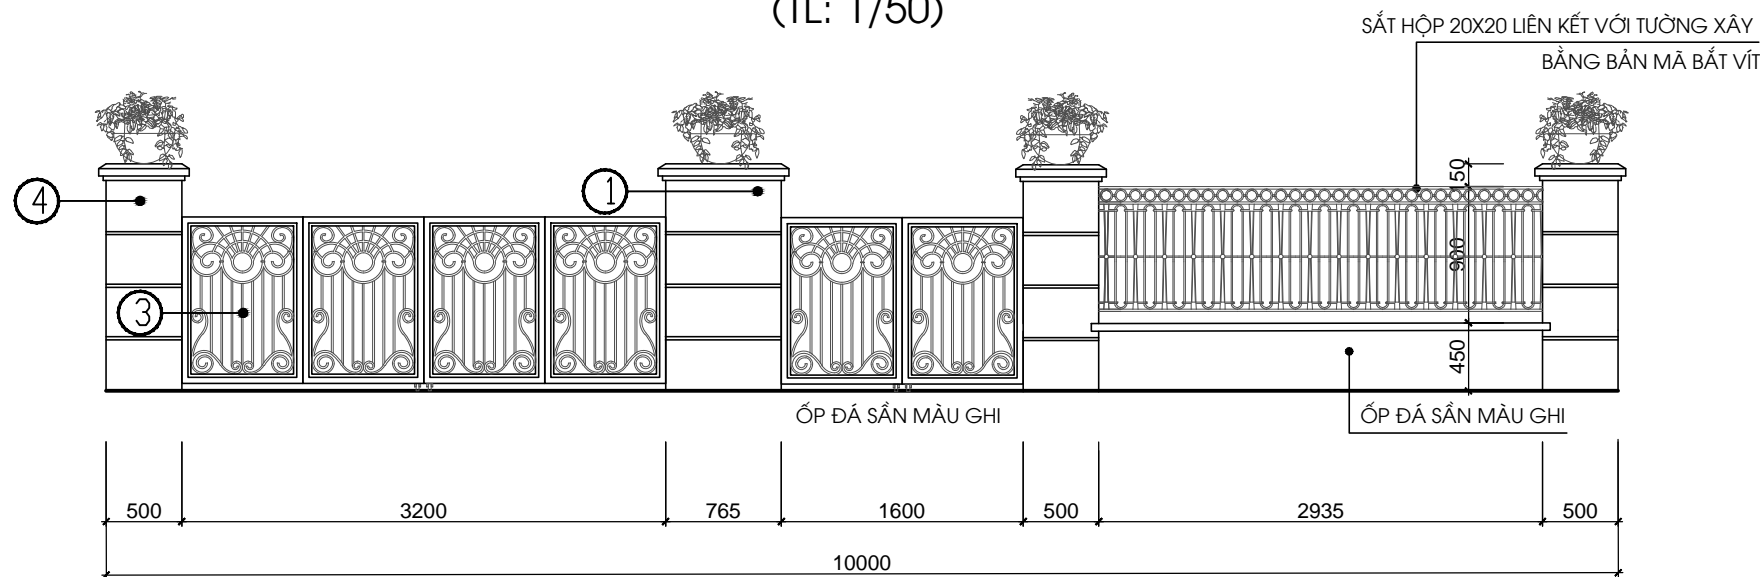 (TL: 1/50)
SẮT HỘP 20X20 LIÊN KẾT VỚI TƯỜNG XÂY
BẰNG BẢN MÃ BẮT VÍT
4
1
3
150
900
450
ỐP ĐÁ SẦN MÀU GHI
ỐP ĐÁ SẦN MÀU GHI
500
3200
765
1600
500
2935
500
10000